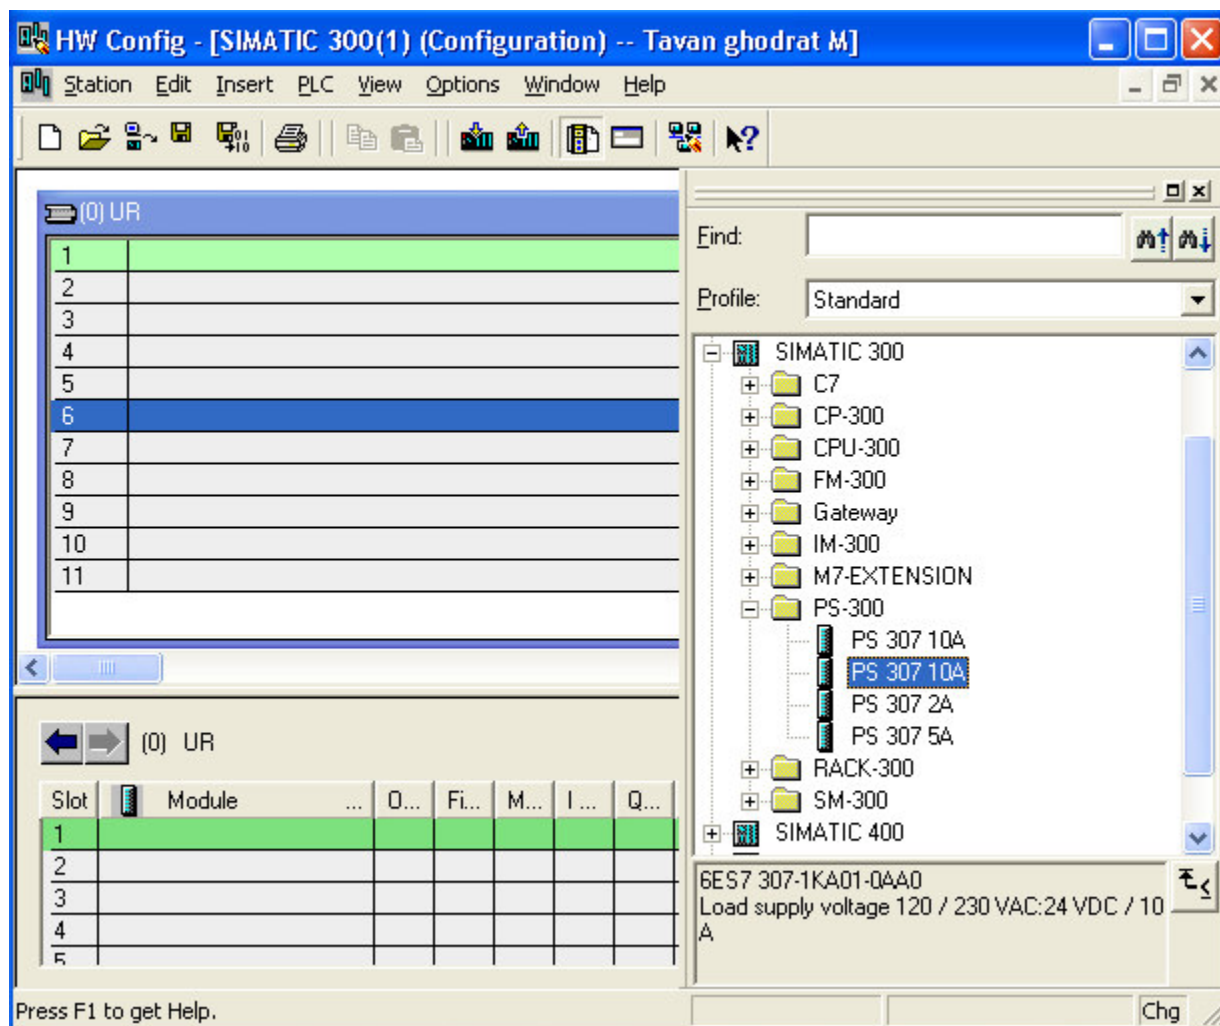 HW Config - [SIMATIC 300(1) (Configuration) -- Tavan ghodrat M]
Station Edit Insert PLC View Options Window Help
(0) UR
1
2
3
4
5
6
7
8
9
10
11
Find:
Profile: Standard
SIMATIC 300
C7
CP-300
CPU-300
FM-300
Gateway
IM-300
M7-EXTENSION
PS-300
PS 307 10A
PS 307 10A
PS 307 2A
PS 307 5A
RACK-300
SM-300
SIMATIC 400
(0) UR
Slot Module ... O... Fi... M... I ... Q...
1
2
3
4
5
6ES7 307-1KA01-0AA0
Load supply voltage 120 / 230 VAC:24 VDC / 10
A
Press F1 to get Help.
Chg